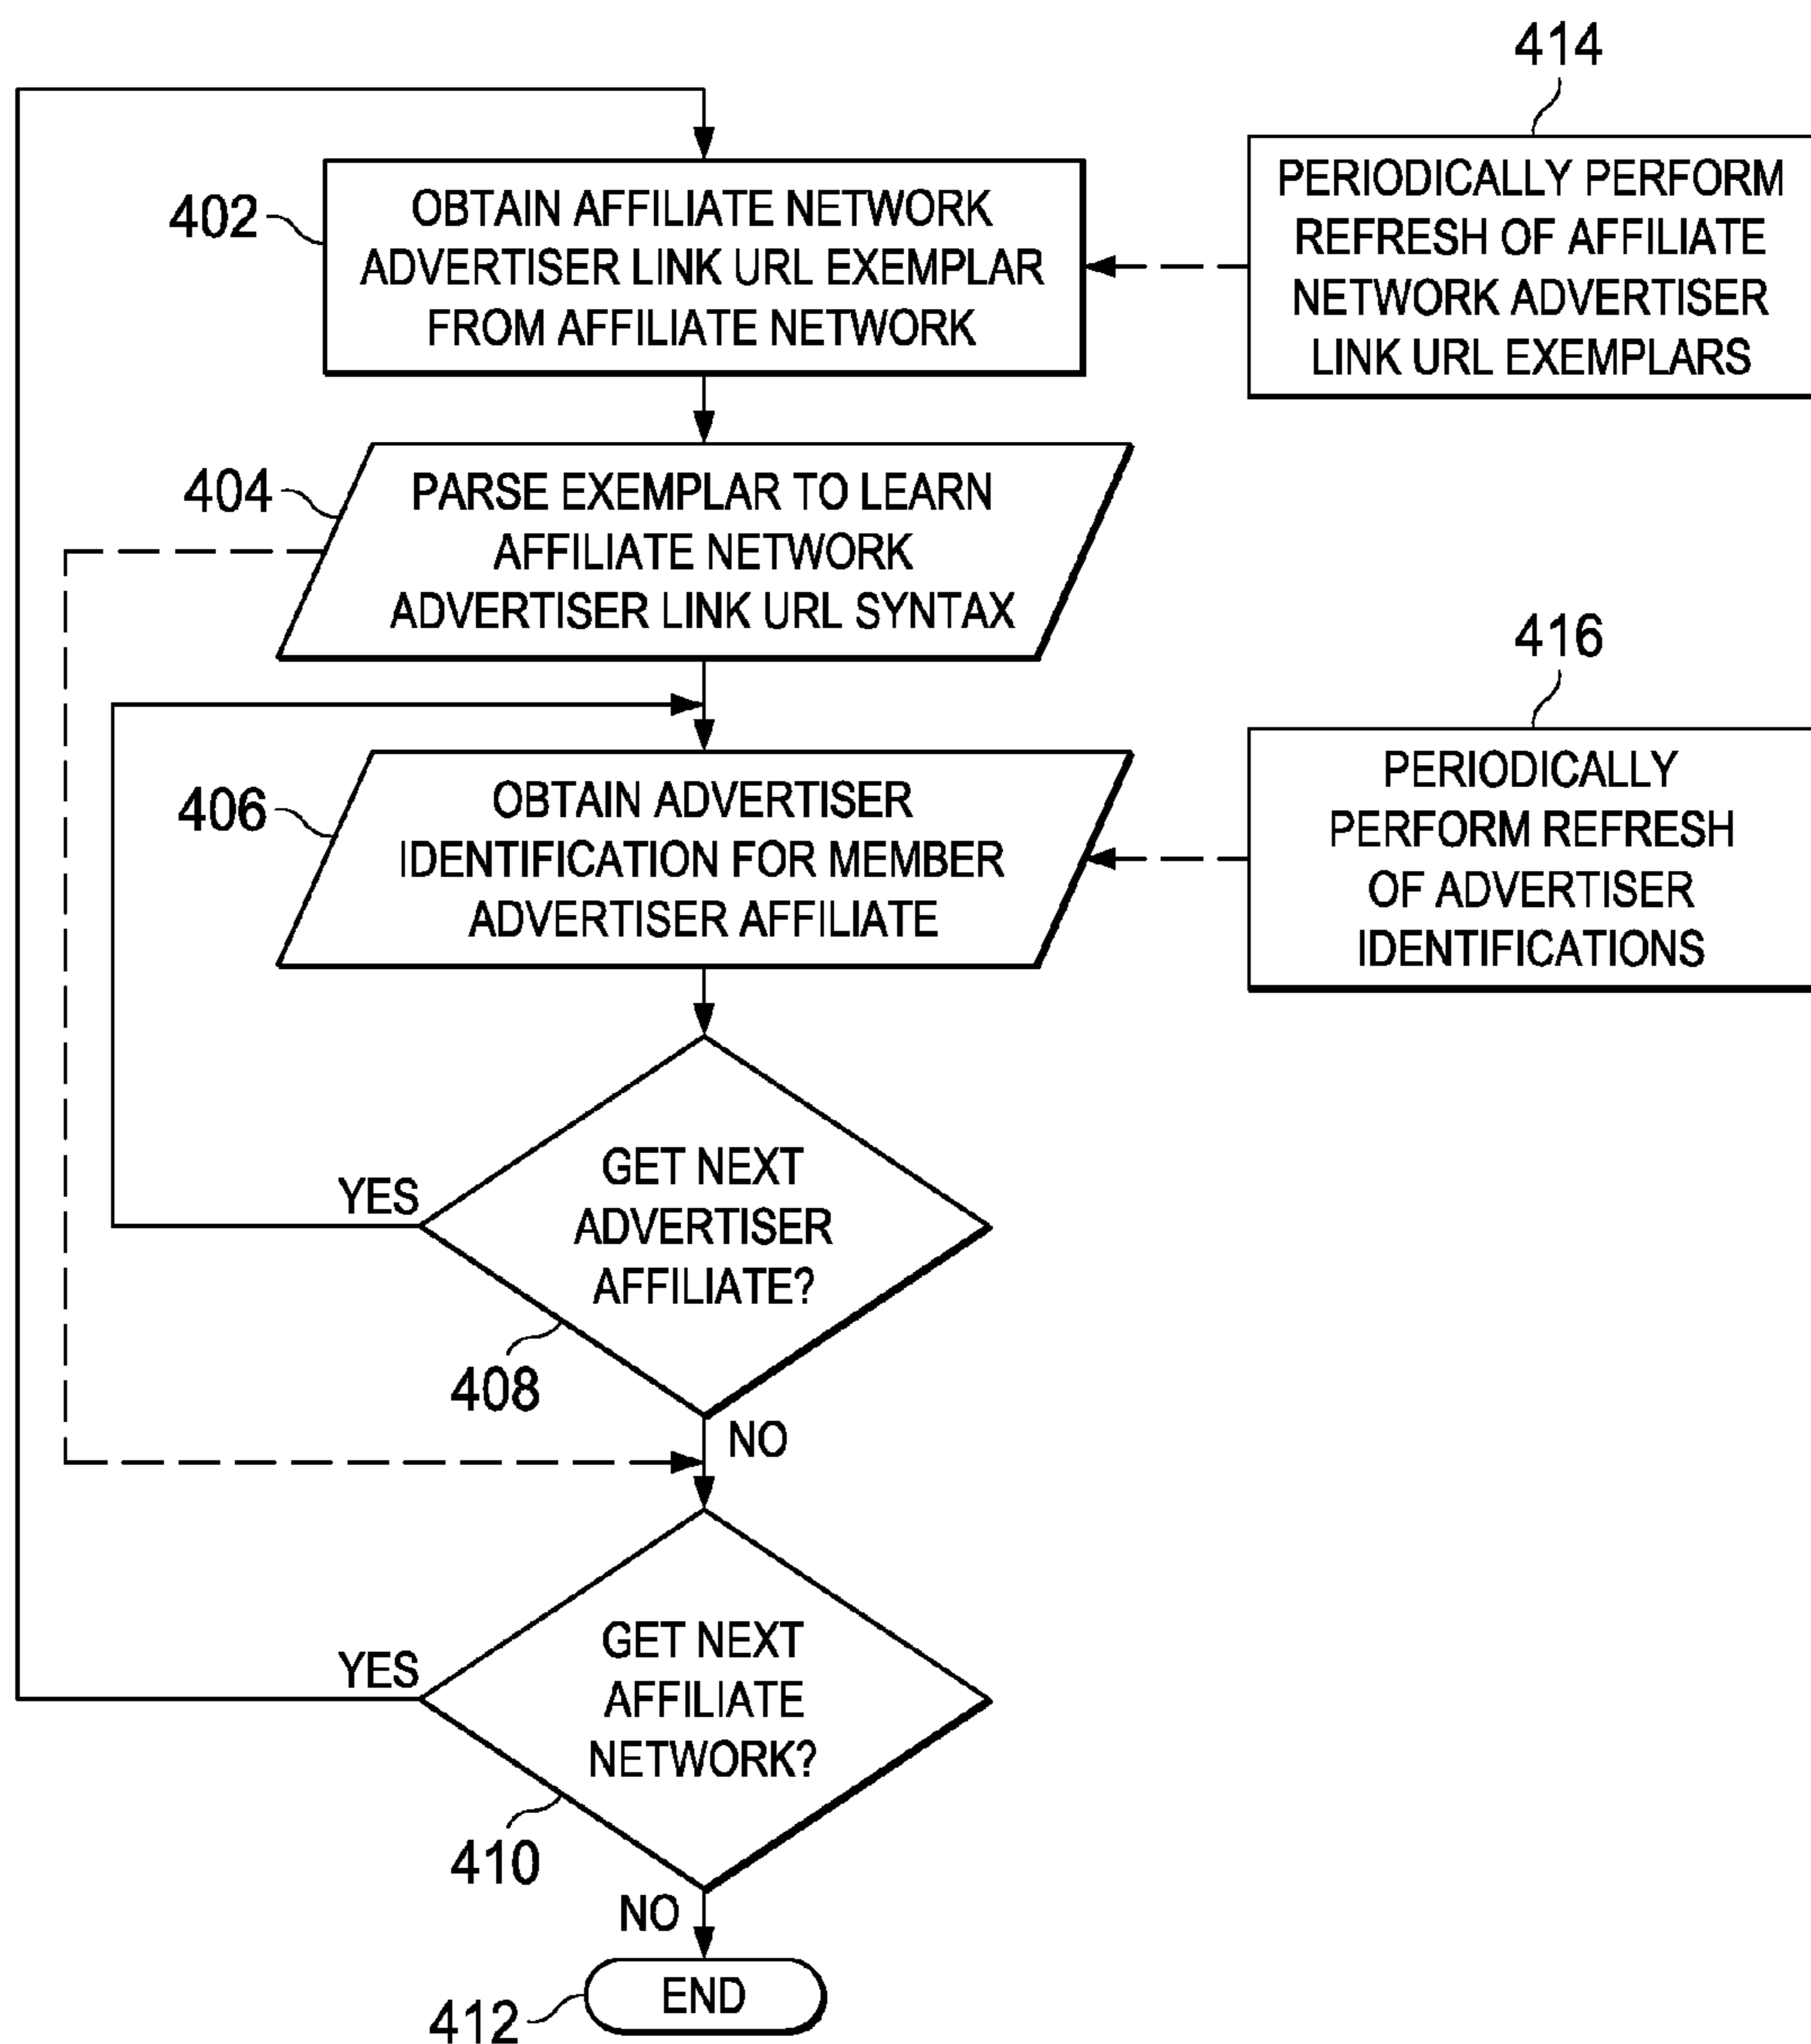 414
402
OBTAIN AFFILIATE NETWORK
ADVERTISER LINK URL EXEMPLAR
FROM AFFILIATE NETWORK
PERIODICALLY PERFORM
REFRESH OF AFFILIATE
NETWORK ADVERTISER
LINK URL EXEMPLARS
404
PARSE EXEMPLAR TO LEARN
AFFILIATE NETWORK
ADVERTISER LINK URL SYNTAX
416
406
OBTAIN ADVERTISER
IDENTIFICATION FOR MEMBER
ADVERTISER AFFILIATE
PERIODICALLY
PERFORM REFRESH
OF ADVERTISER
IDENTIFICATIONS
YES
GET NEXT
ADVERTISER
AFFILIATE?
408
NO
YES
GET NEXT
AFFILIATE
NETWORK?
410
NO
412
END